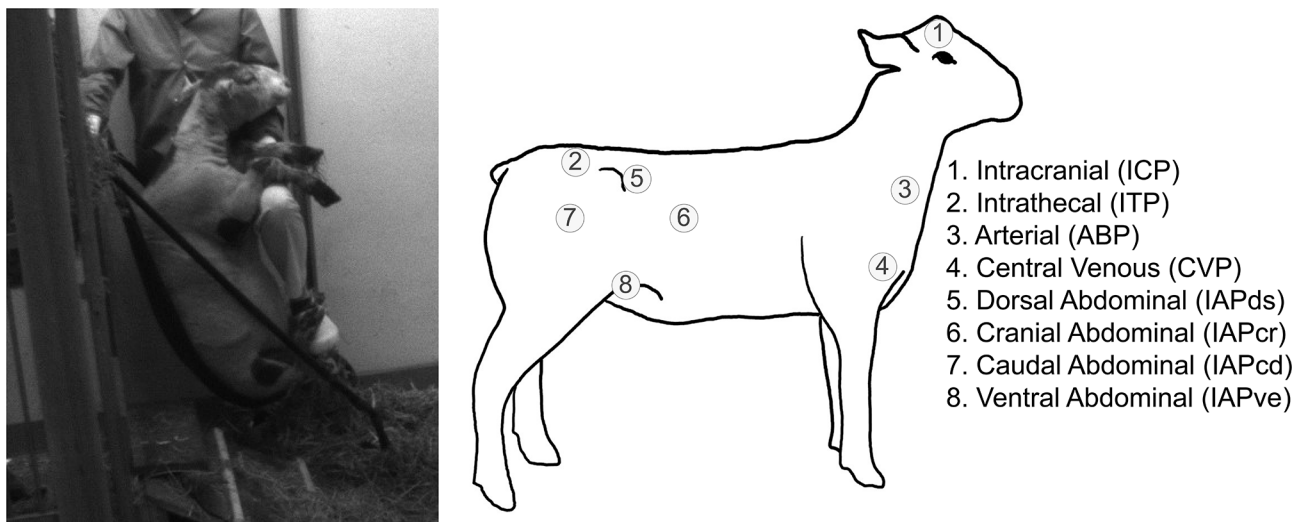 1
2
5
3
7
6
4
8
1. Intracranial (ICP)
2. Intrathecal (ITP)
3. Arterial (ABP)
4. Central Venous (CVP)
5. Dorsal Abdominal (IAPds)
6. Cranial Abdominal (IAPcr)
7. Caudal Abdominal (IAPcd)
8. Ventral Abdominal (IAPve)